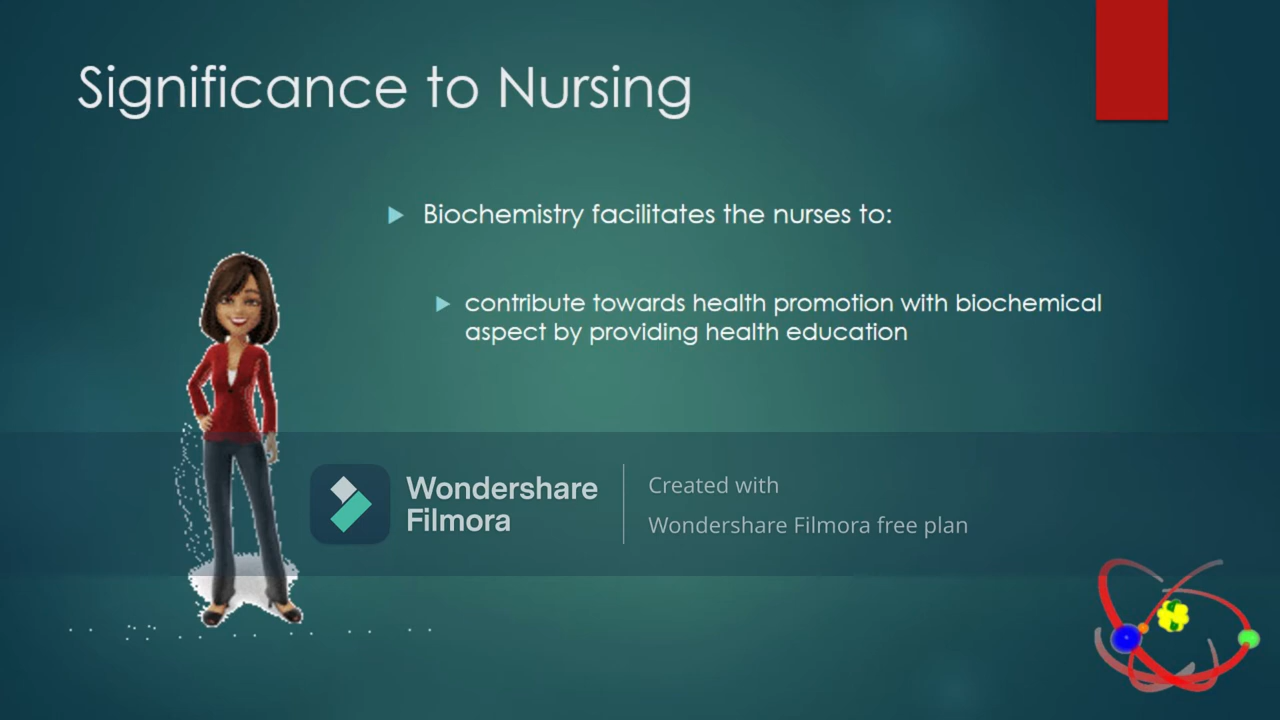 Significance to Nursing
Biochemistry facilitates the nurses to:
contribute towards health promotion with biochemical
aspect by providing health education
Wondershare
Filmora
Created with
Wondershare Filmora free plan